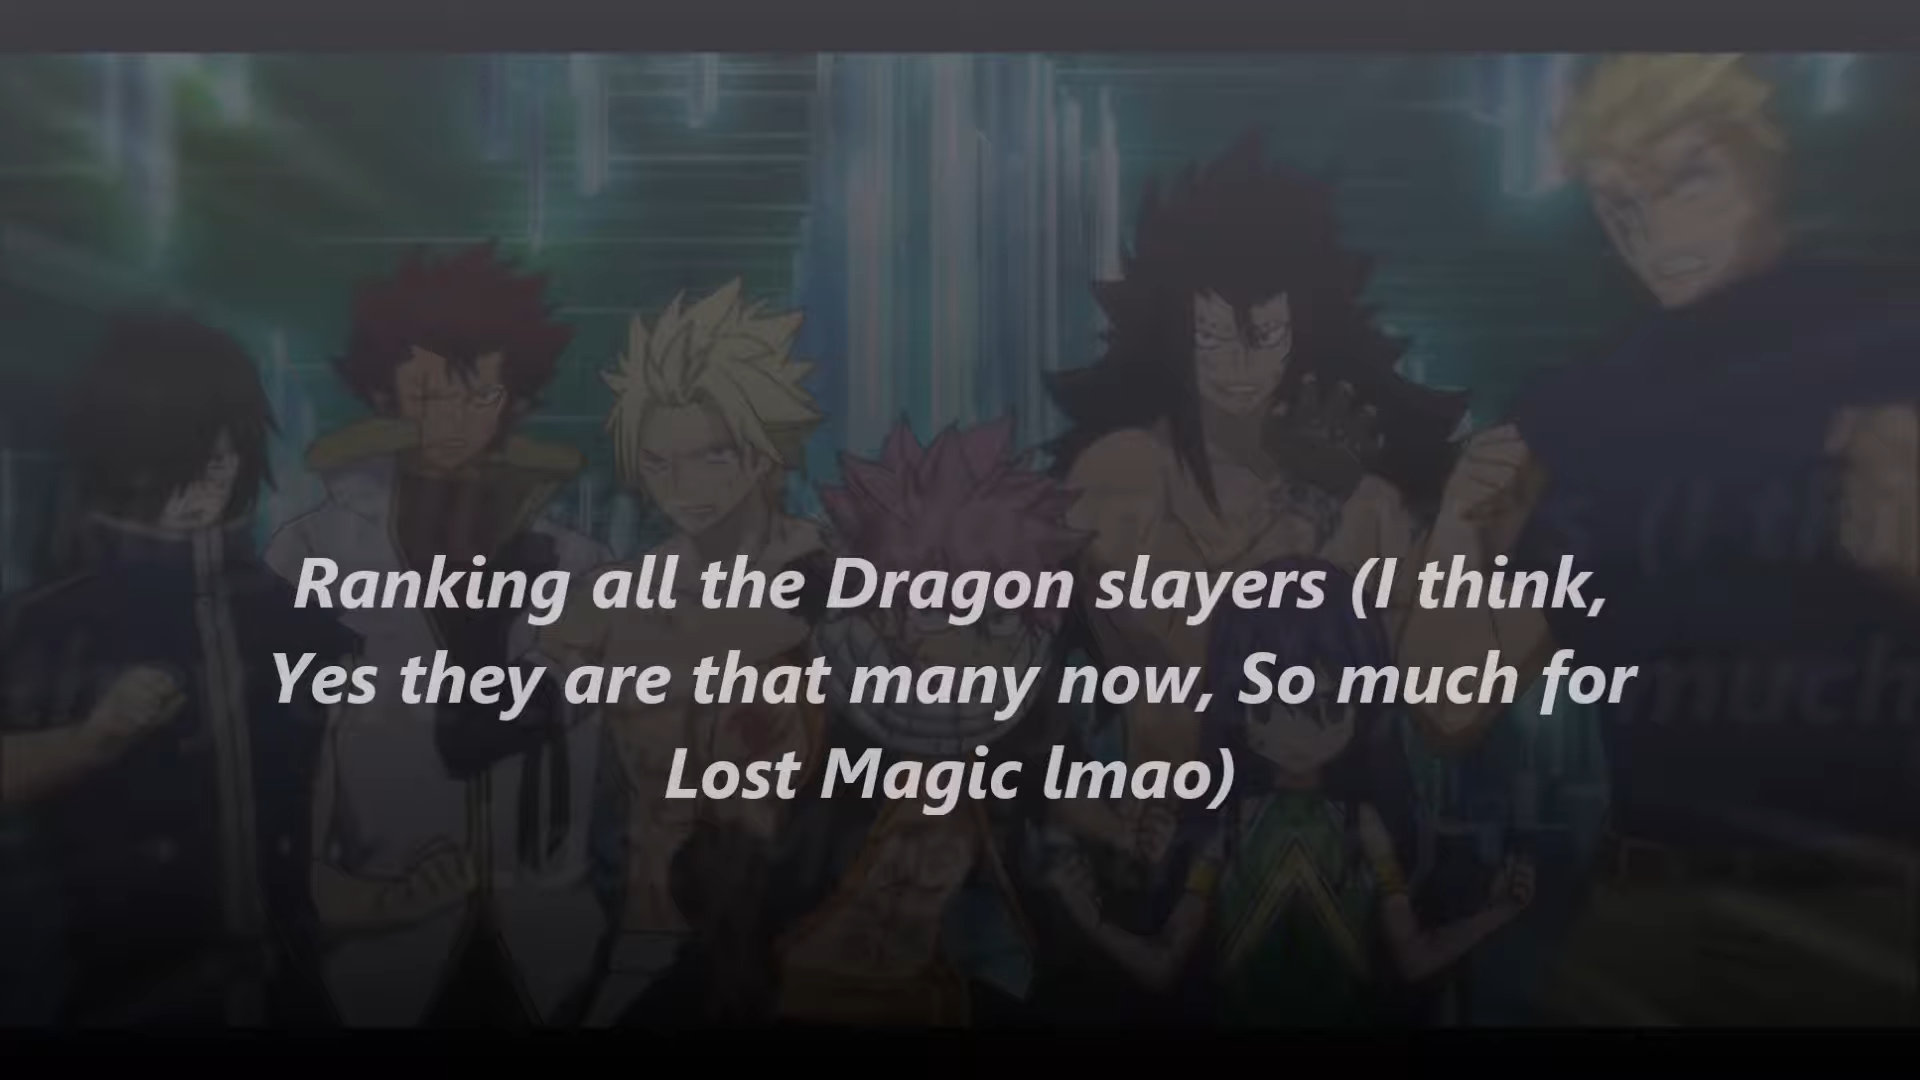 Ranking all the Dragon slayers (I think,
Yes they are that many now, So much for
Lost Magic lmao)